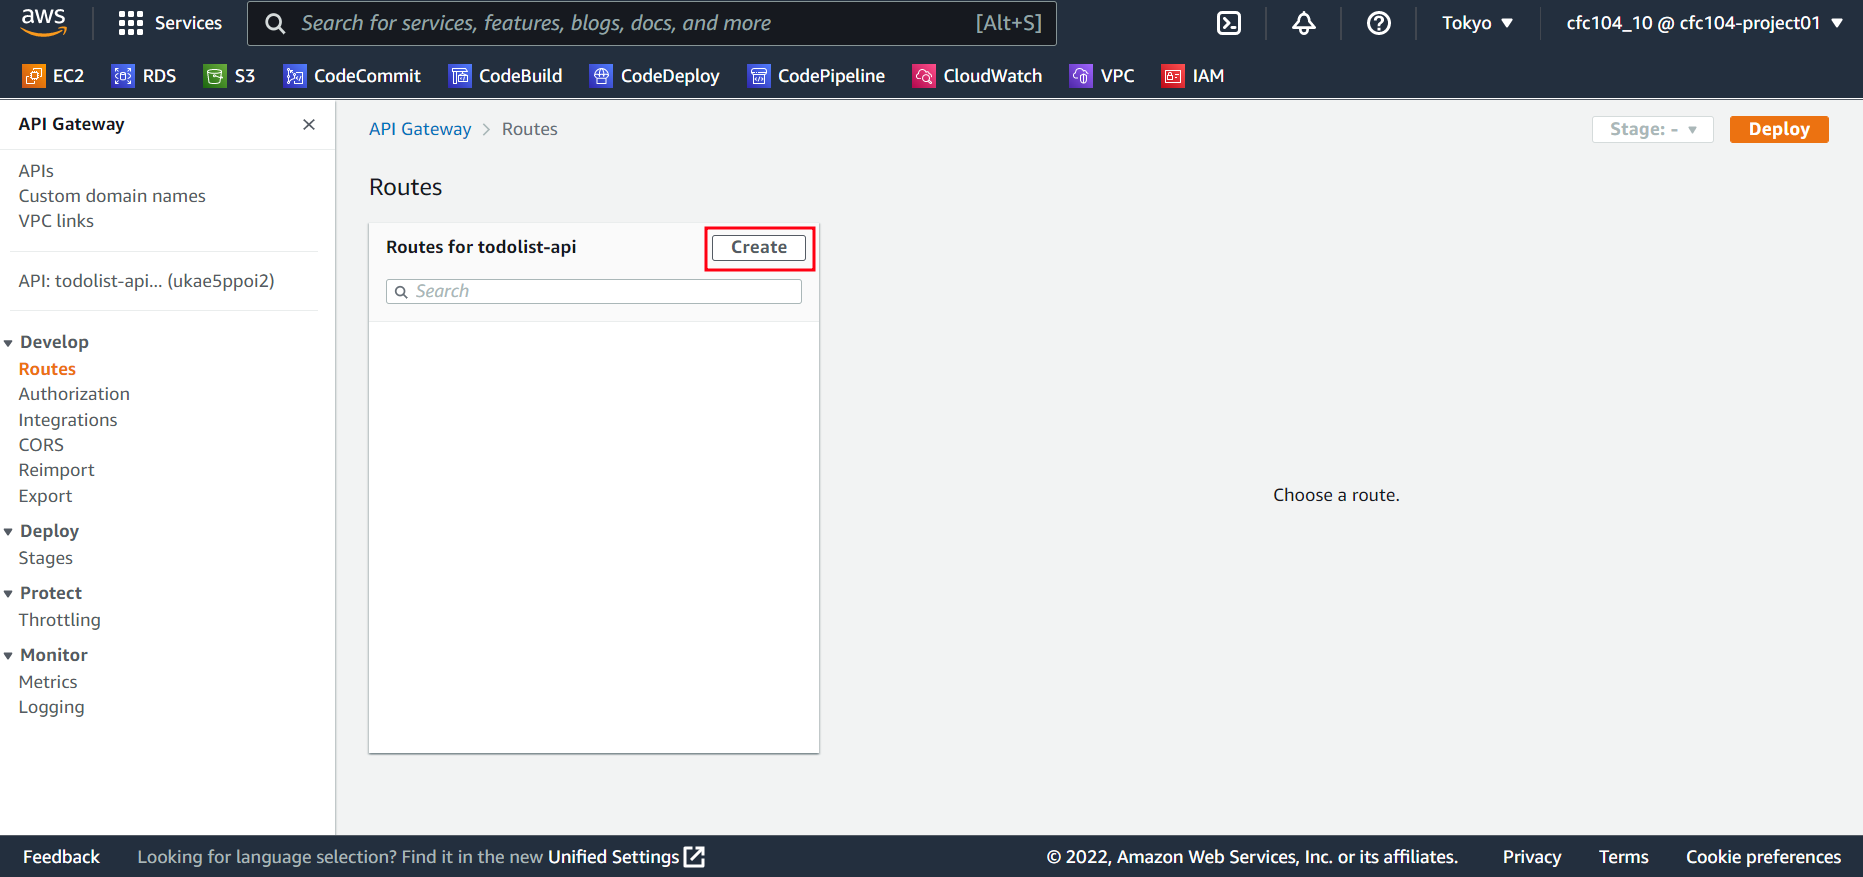 aws
Services
Search for services, features, blogs, docs, and more [Alt+S]
Tokyo
cfc104_10 @ cfc104-project01
EC2 RDS S3 CodeCommit CodeBuild CodeDeploy CodePipeline CloudWatch VPC IAM
API Gateway
APIs
Custom domain names
VPC links
API: todolist-api... (ukae5ppoi2)
Develop
Routes
Authorization
Integrations
CORS
Reimport
Export
Deploy
Stages
Protect
Throttling
Monitor
Metrics
Logging
API Gateway > Routes
Stage: -
Deploy
Routes
Routes for todolist-api
Create
Search
Choose a route.
Feedback
Looking for language selection? Find it in the new Unified Settings
© 2022, Amazon Web Services, Inc. or its affiliates.
Privacy
Terms
Cookie preferences